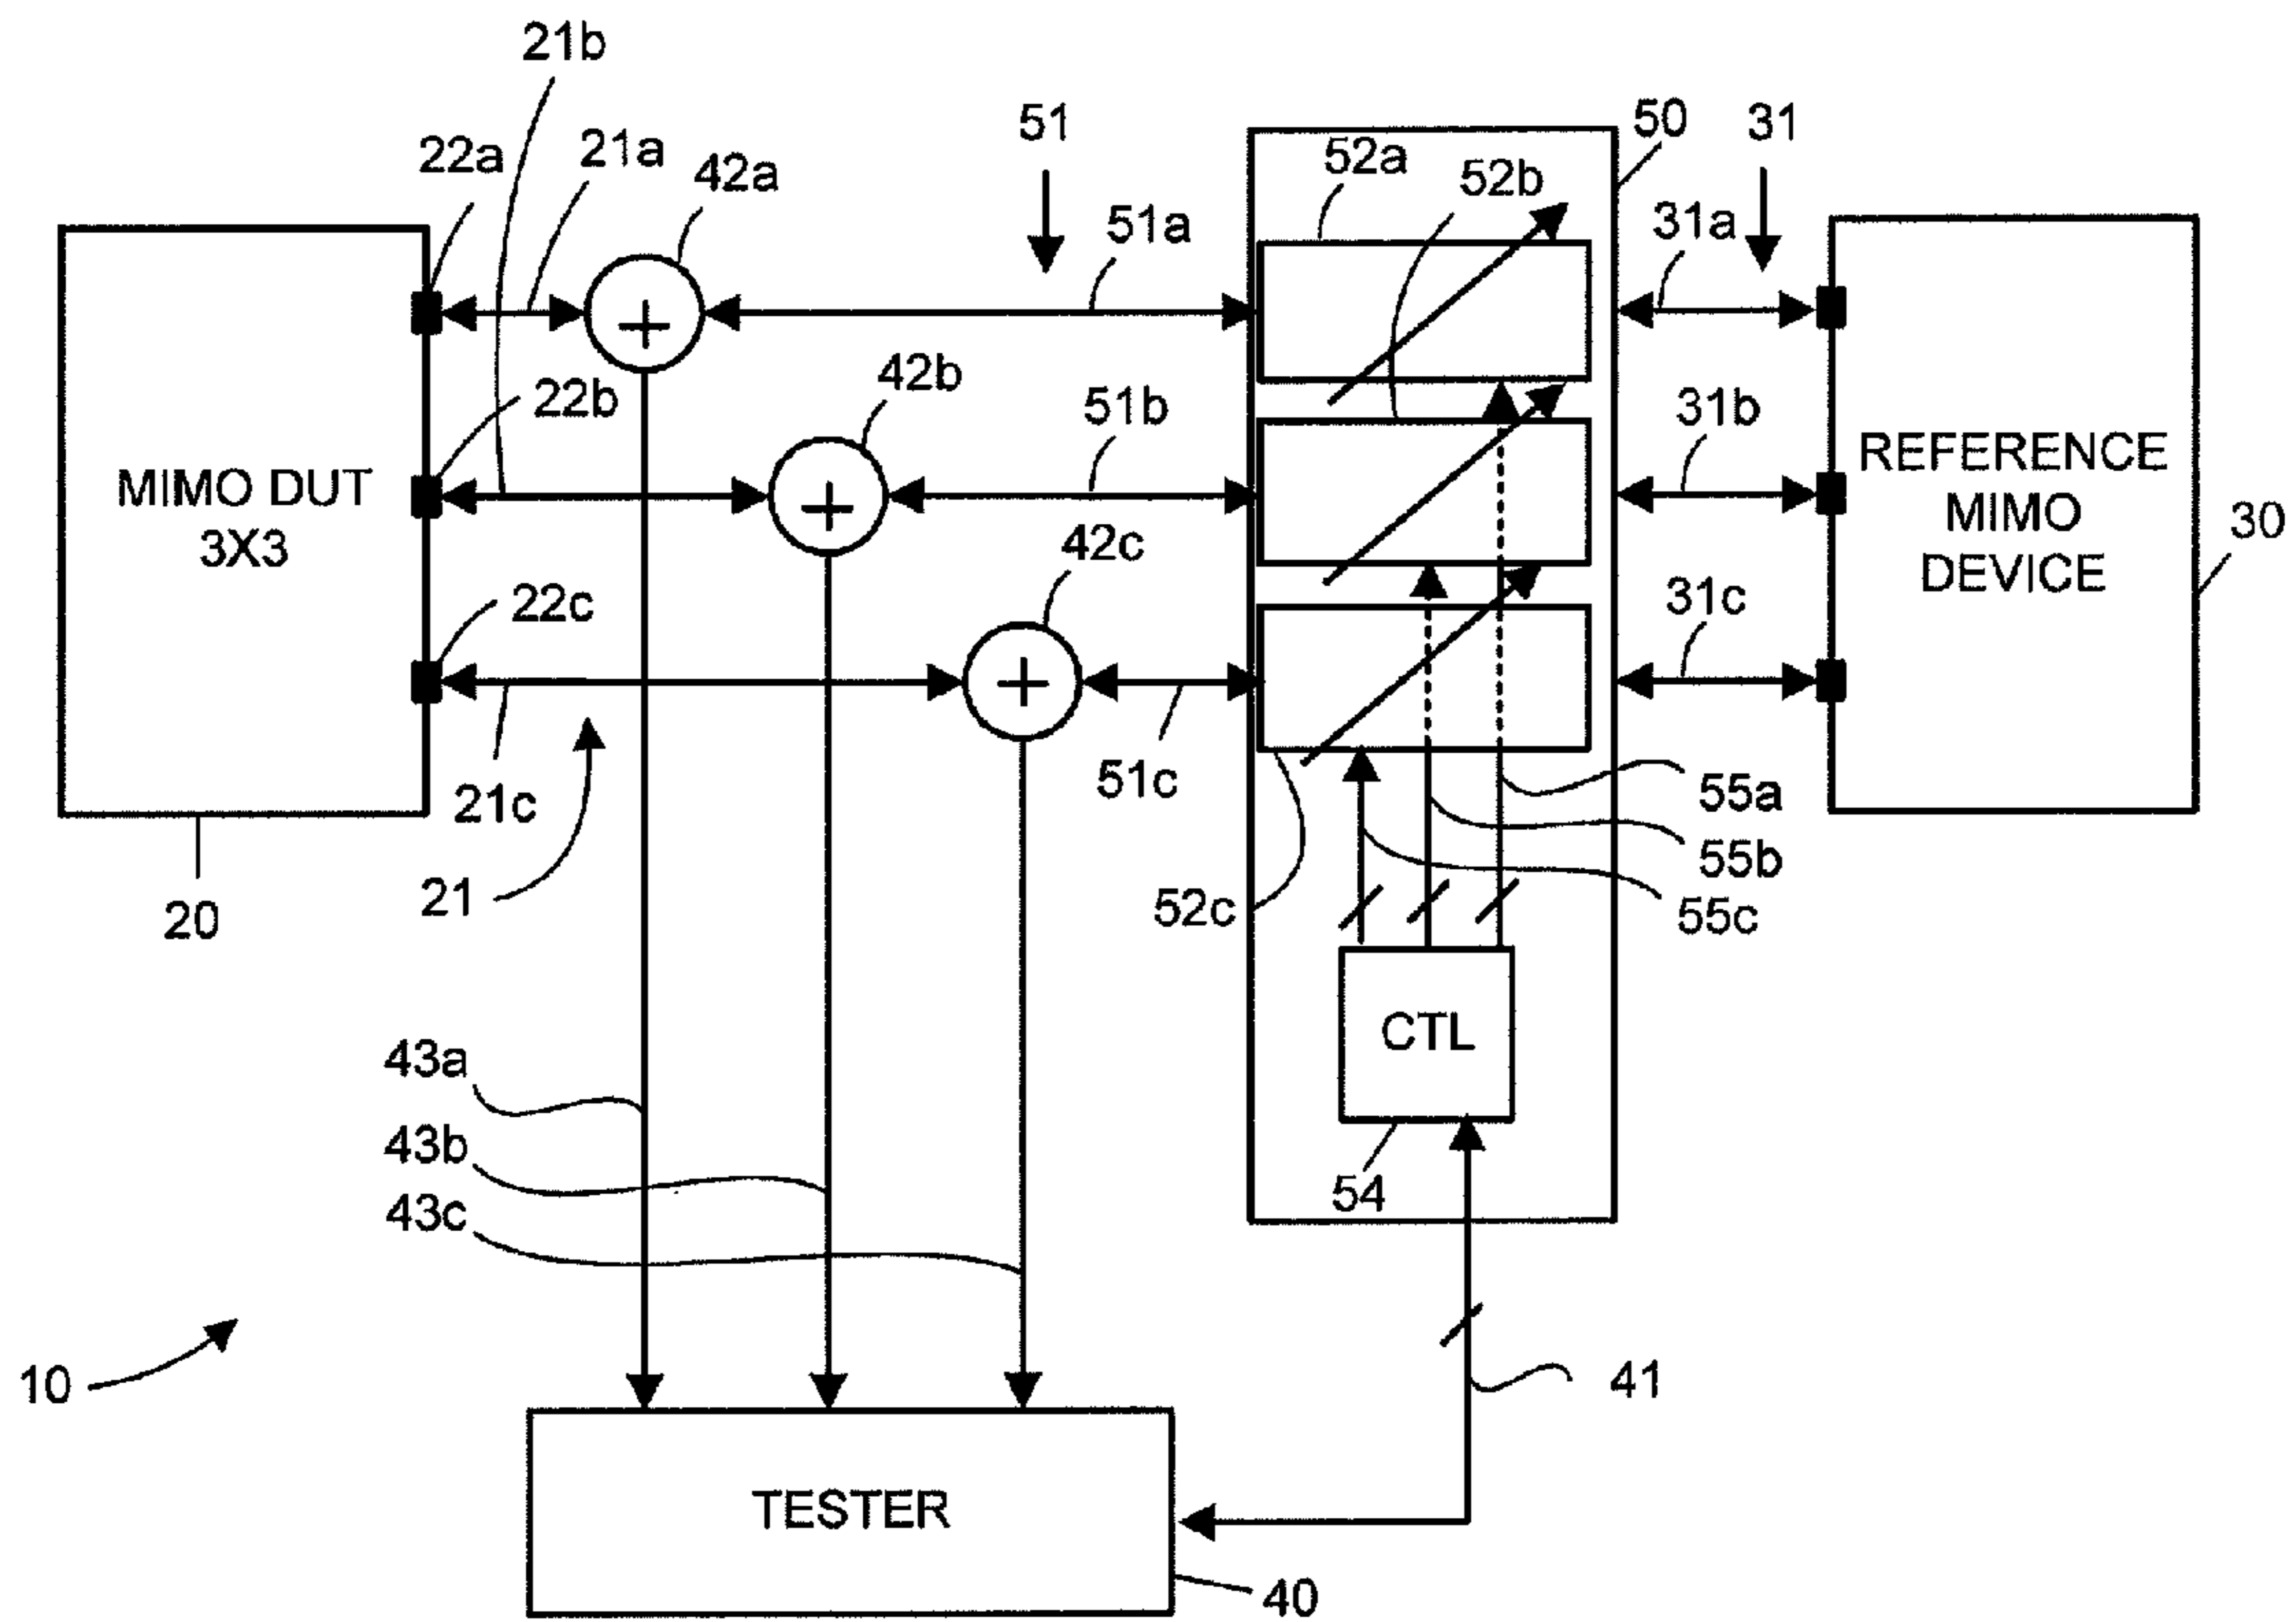 21b
51
50
31
22a
21a
42a
52a
52b
51a
31a
22b
42b
51b
31b
MIMO DUT
3X3
REFERENCE
MIMO
DEVICE
30
22c
42c
31c
21c
51c
55a
55b
55c
20
21
52c
CTL
43a
43b
43c
54
10
41
TESTER
40